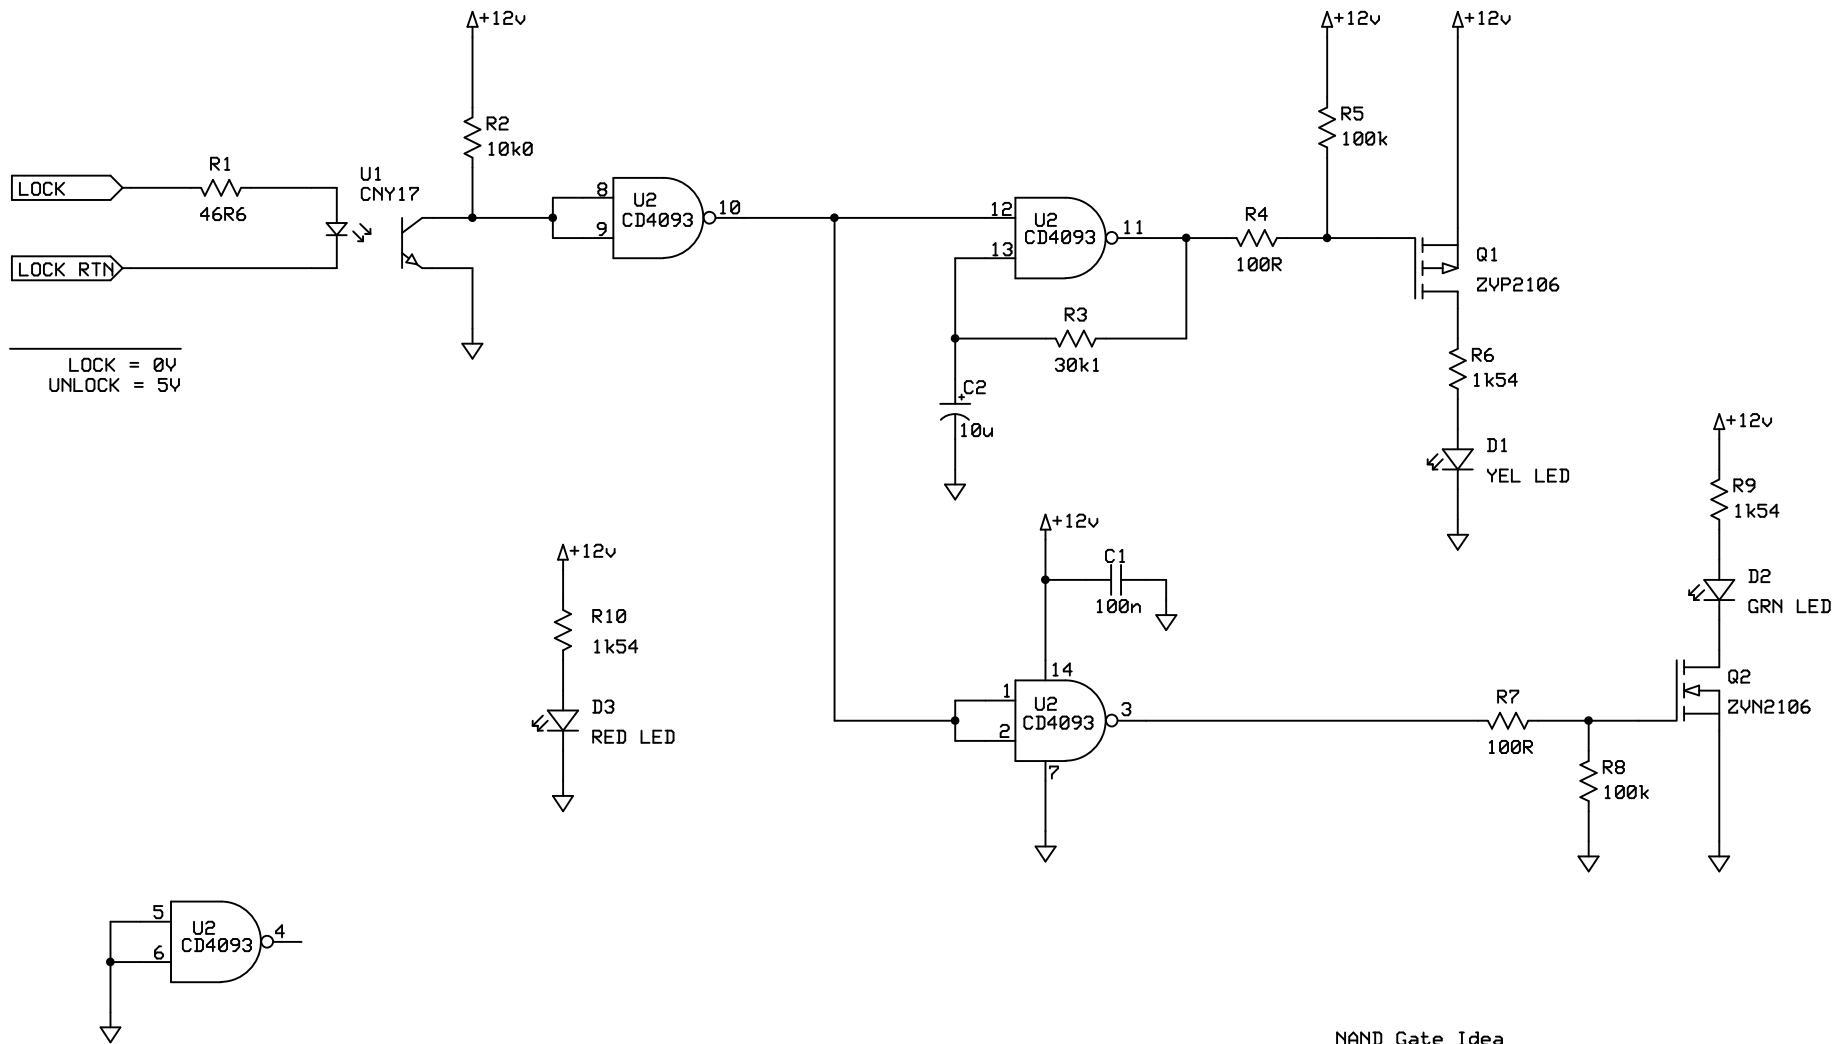 +12v
+12v
+12v
R2
10k0
R5
100k
R1
46R6
LOCK
LOCK RTN
U1
CNY17
8
9
U2
CD4093
10
12
13
U2
CD4093
11
R4
100R
Q1
ZVP2106
R3
30k1
LOCK = 0V
UNLOCK = 5V
C2
+
10u
R6
1k54
D1
YEL LED
+12v
R9
1k54
+12v
C1
100n
D2
GRN LED
+12v
R10
1k54
D3
RED LED
14
1
2
U2
CD4093
3
7
R7
100R
Q2
ZVN2106
R8
100k
5
6
U2
CD4093
4
NAND Gate Idea